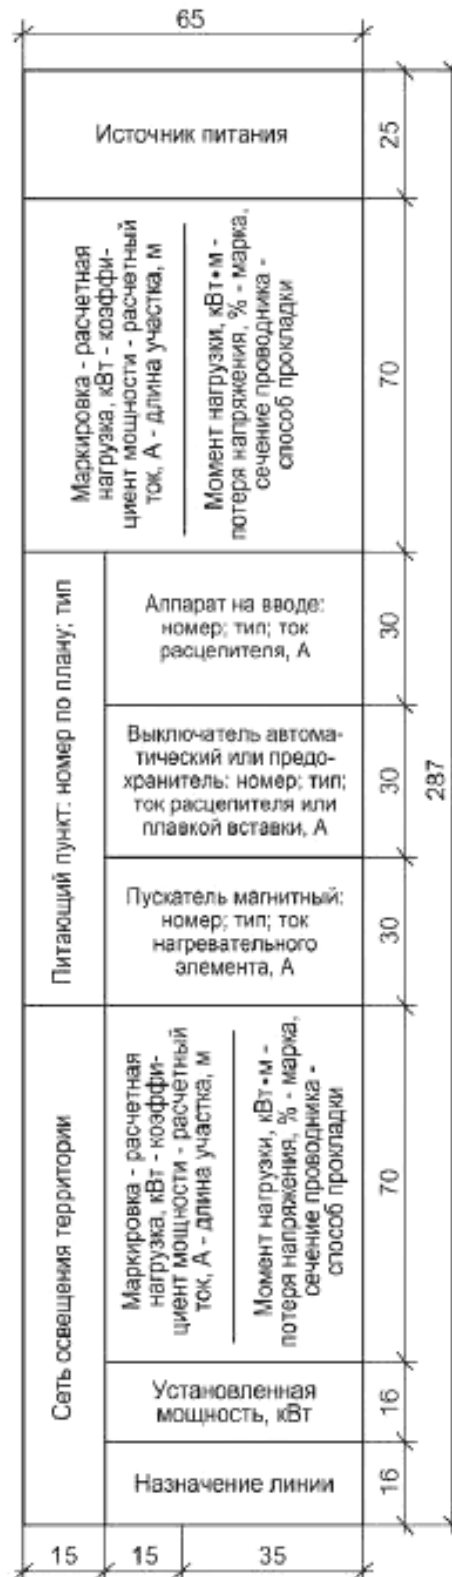 65
Источник питания
25
Маркировка - расчетная
нагрузка, кВт - коэффи-
циент мощности - расчетный
ток, А - длина участка, м
Момент нагрузки, кВт•м -
потеря напряжения, % - марка,
сечение проводника -
способ прокладки
70
Питающий пункт: номер по плану; тип
Аппарат на вводе:
номер; тип; ток
расцепителя, А
30
Выключатель автома-
тический или предо-
хранитель: номер; тип;
ток расцепителя или
плавкой вставки, А
30
287
Пускатель магнитный:
номер; тип; ток
нагревательного
элемента, А
30
Сеть освещения территории
Маркировка - расчетная
нагрузка, кВт - коэффи-
циент мощности - расчетный
ток, А - длина участка, м
Момент нагрузки, кВт•м -
потеря напряжения, % - марка,
сечение проводника -
способ прокладки
70
Установленная
мощность, кВт
16
Назначение линии
16
15
15
35